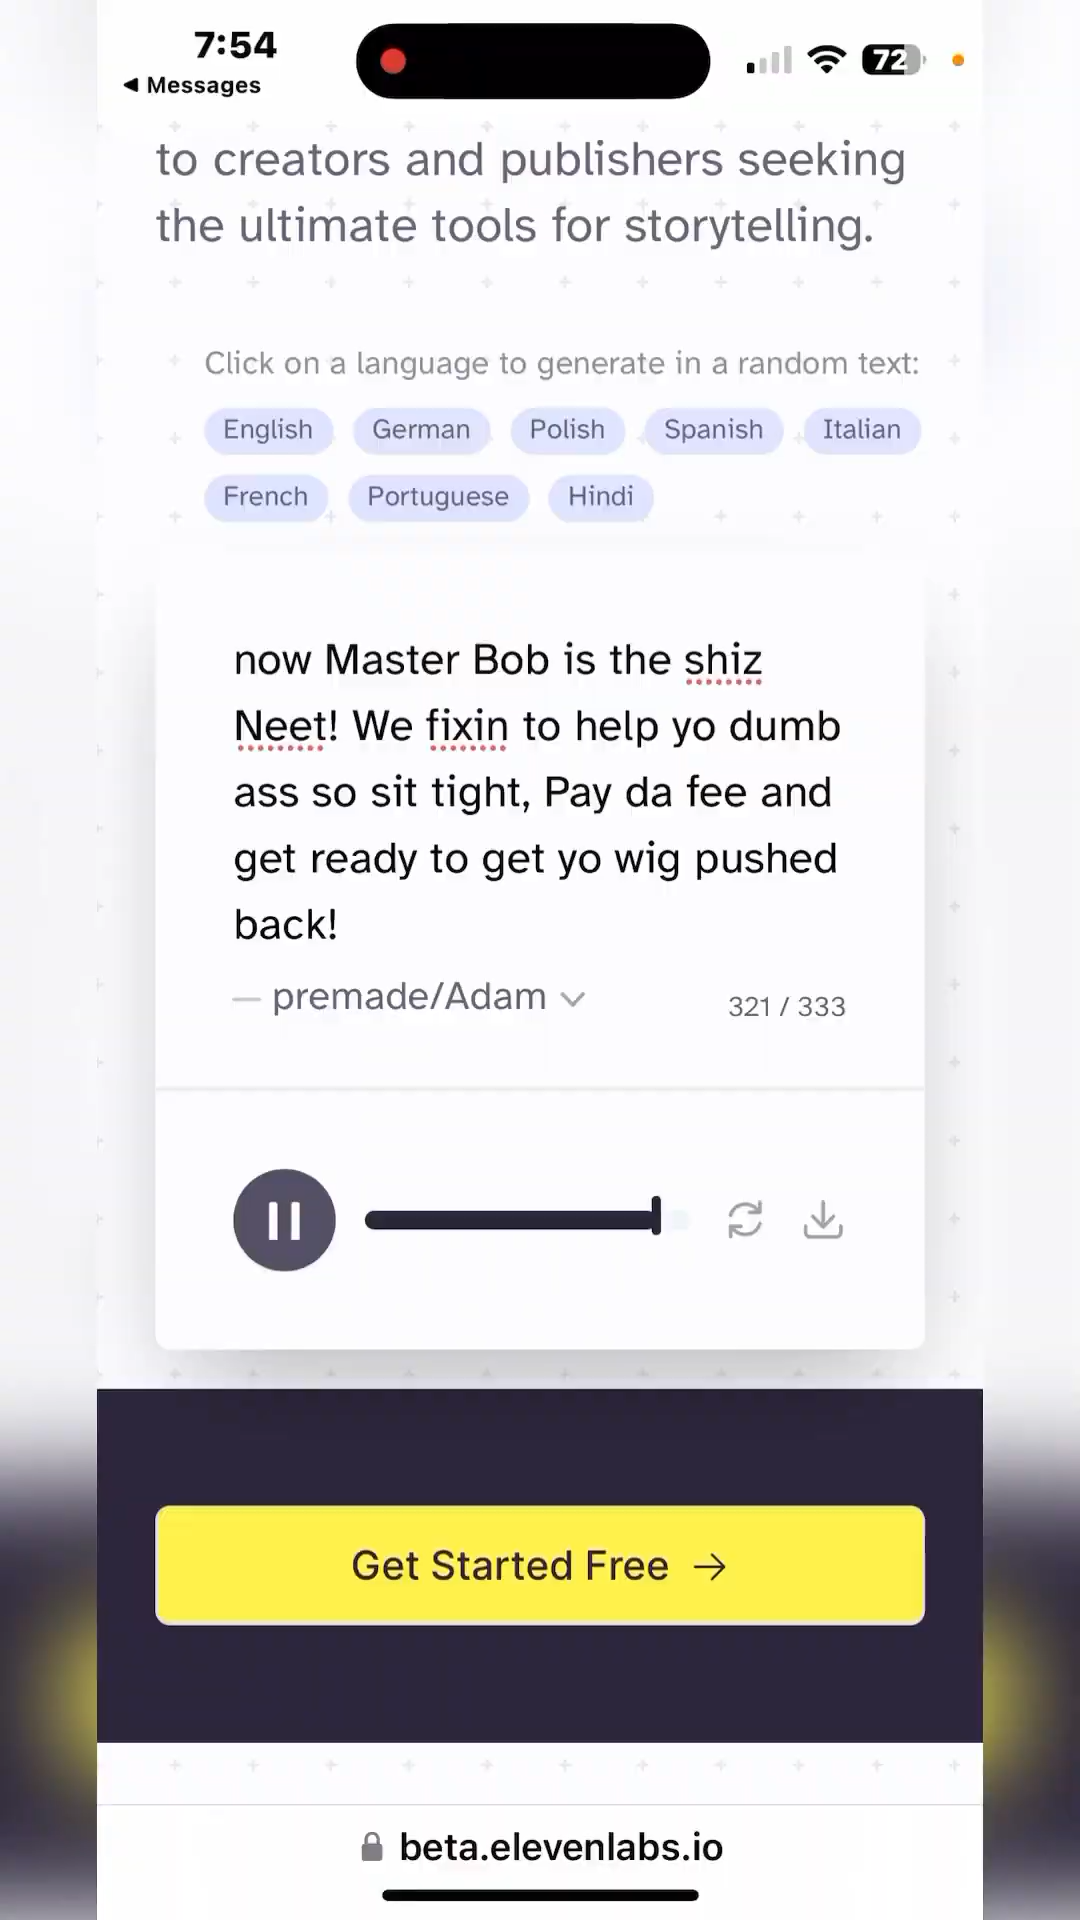 7:54
72
◀ Messages
to creators and publishers seeking
the ultimate tools for storytelling.
Click on a language to generate in a random text:
English German Polish Spanish Italian
French Portuguese Hindi
now Master Bob is the shiz
Neet! We fixin to help yo dumb
ass so sit tight, Pay da fee and
get ready to get yo wig pushed
back!
— premade/Adam
321 / 333
Get Started Free →
beta.elevenlabs.io